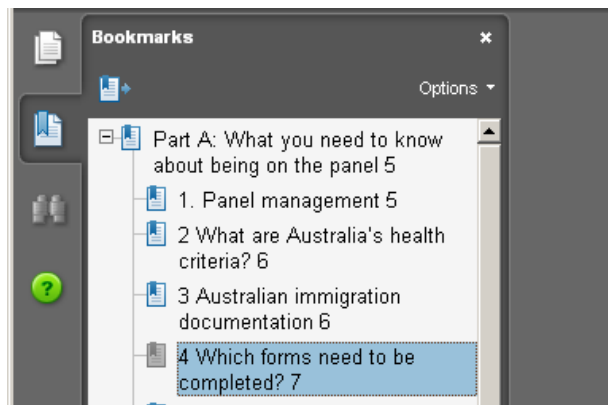 Bookmarks
Options
Part A: What you need to know
about being on the panel 5
1. Panel management 5
2 What are Australia's health
criteria? 6
3 Australian immigration
documentation 6
4 Which forms need to be
completed? 7